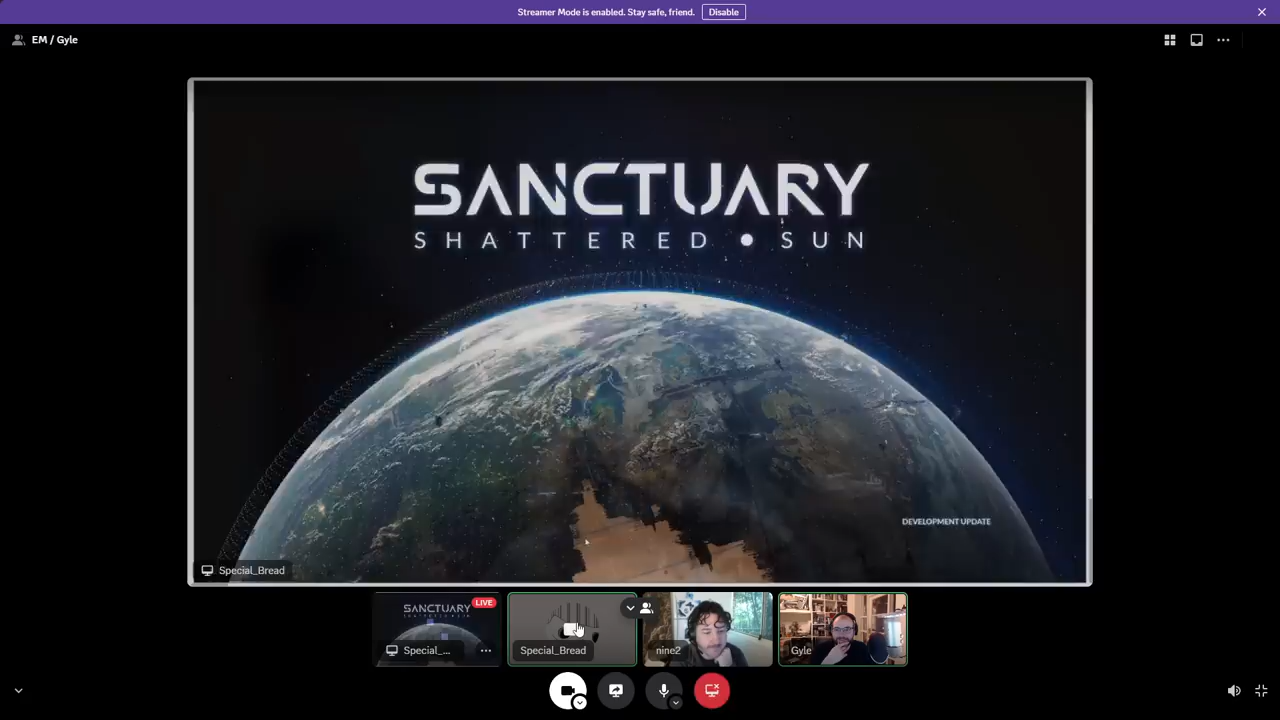 Streamer Mode is enabled. Stay safe, friend. Disable
EM / Gyle
SANCTUARY
SHATTERED • SUN
DEVELOPMENT UPDATE
Special_Bread
SANCTUARY
LIVE
Special_...
Special_Bread
nine2
Gyle